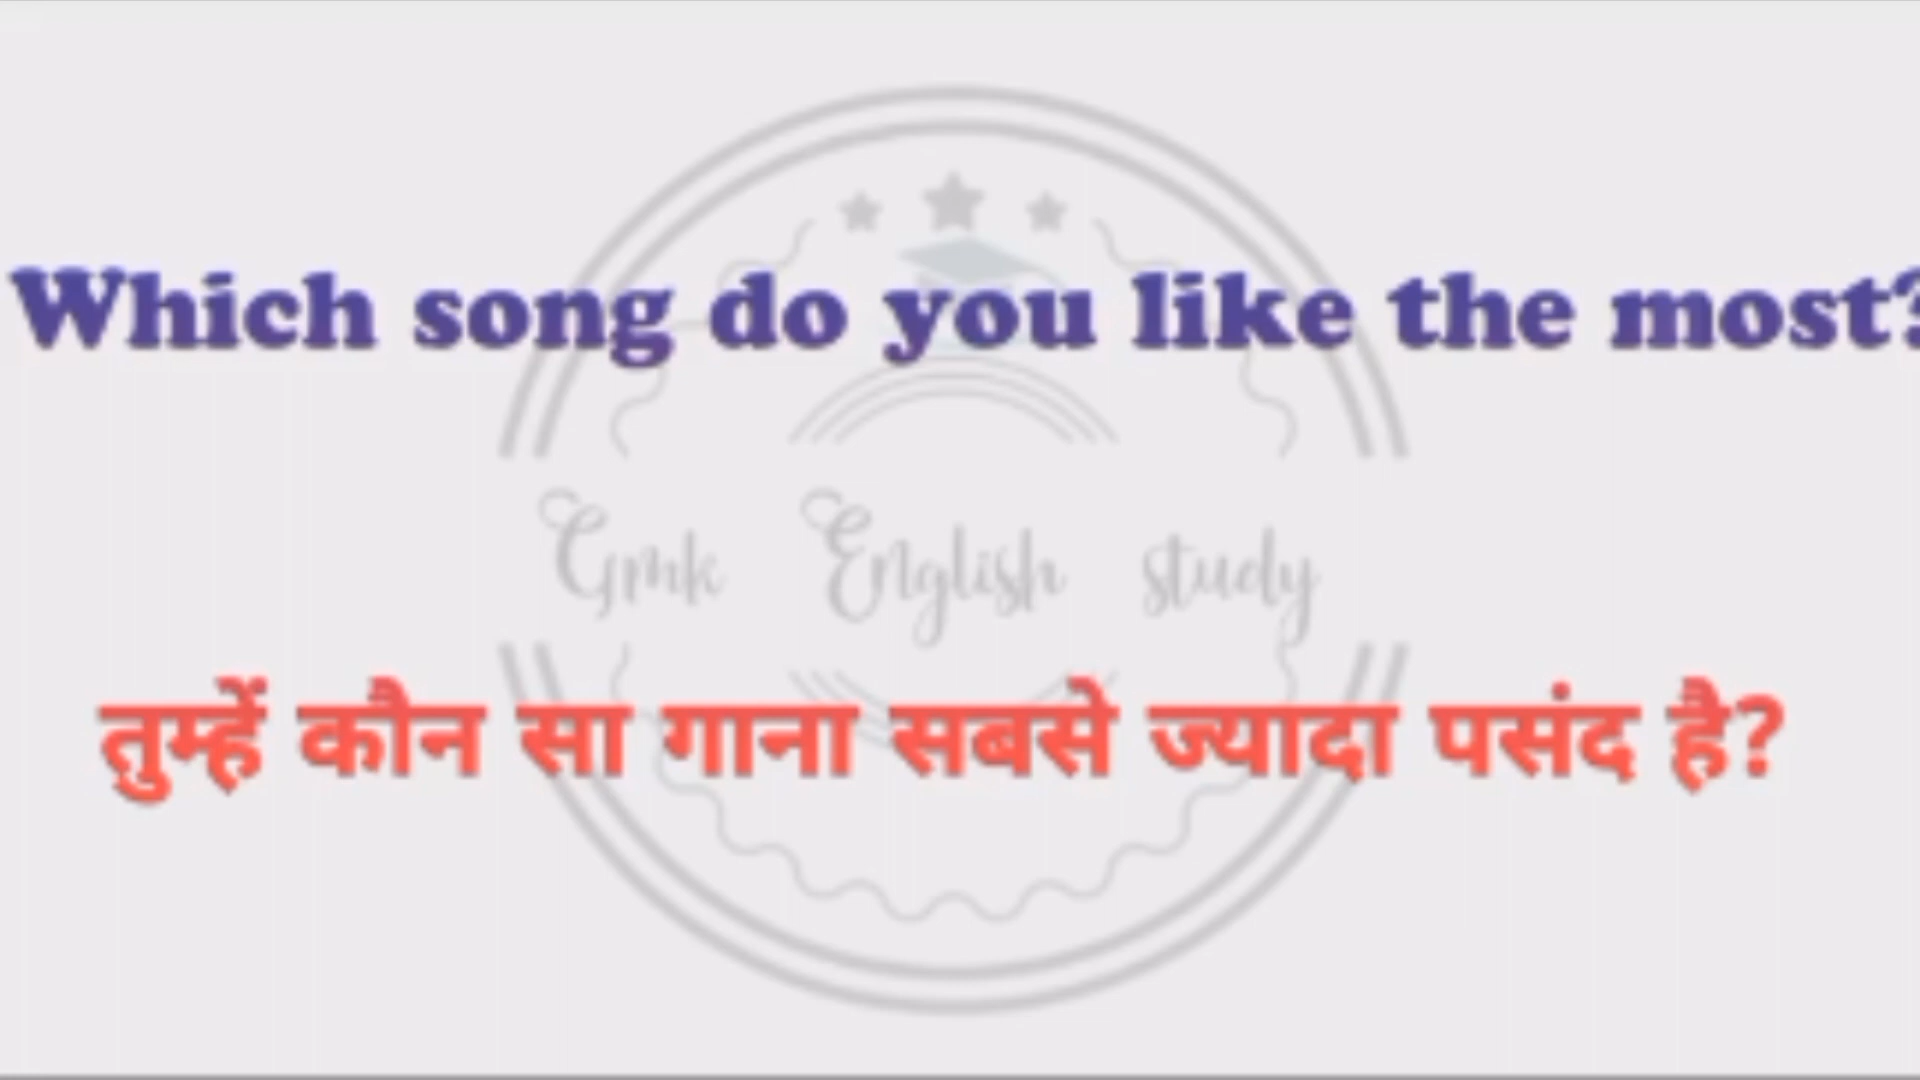 Which song do you like the most?
Gmk English study
तुम्हें कौन सा गाना सबसे ज्यादा पसंद है?